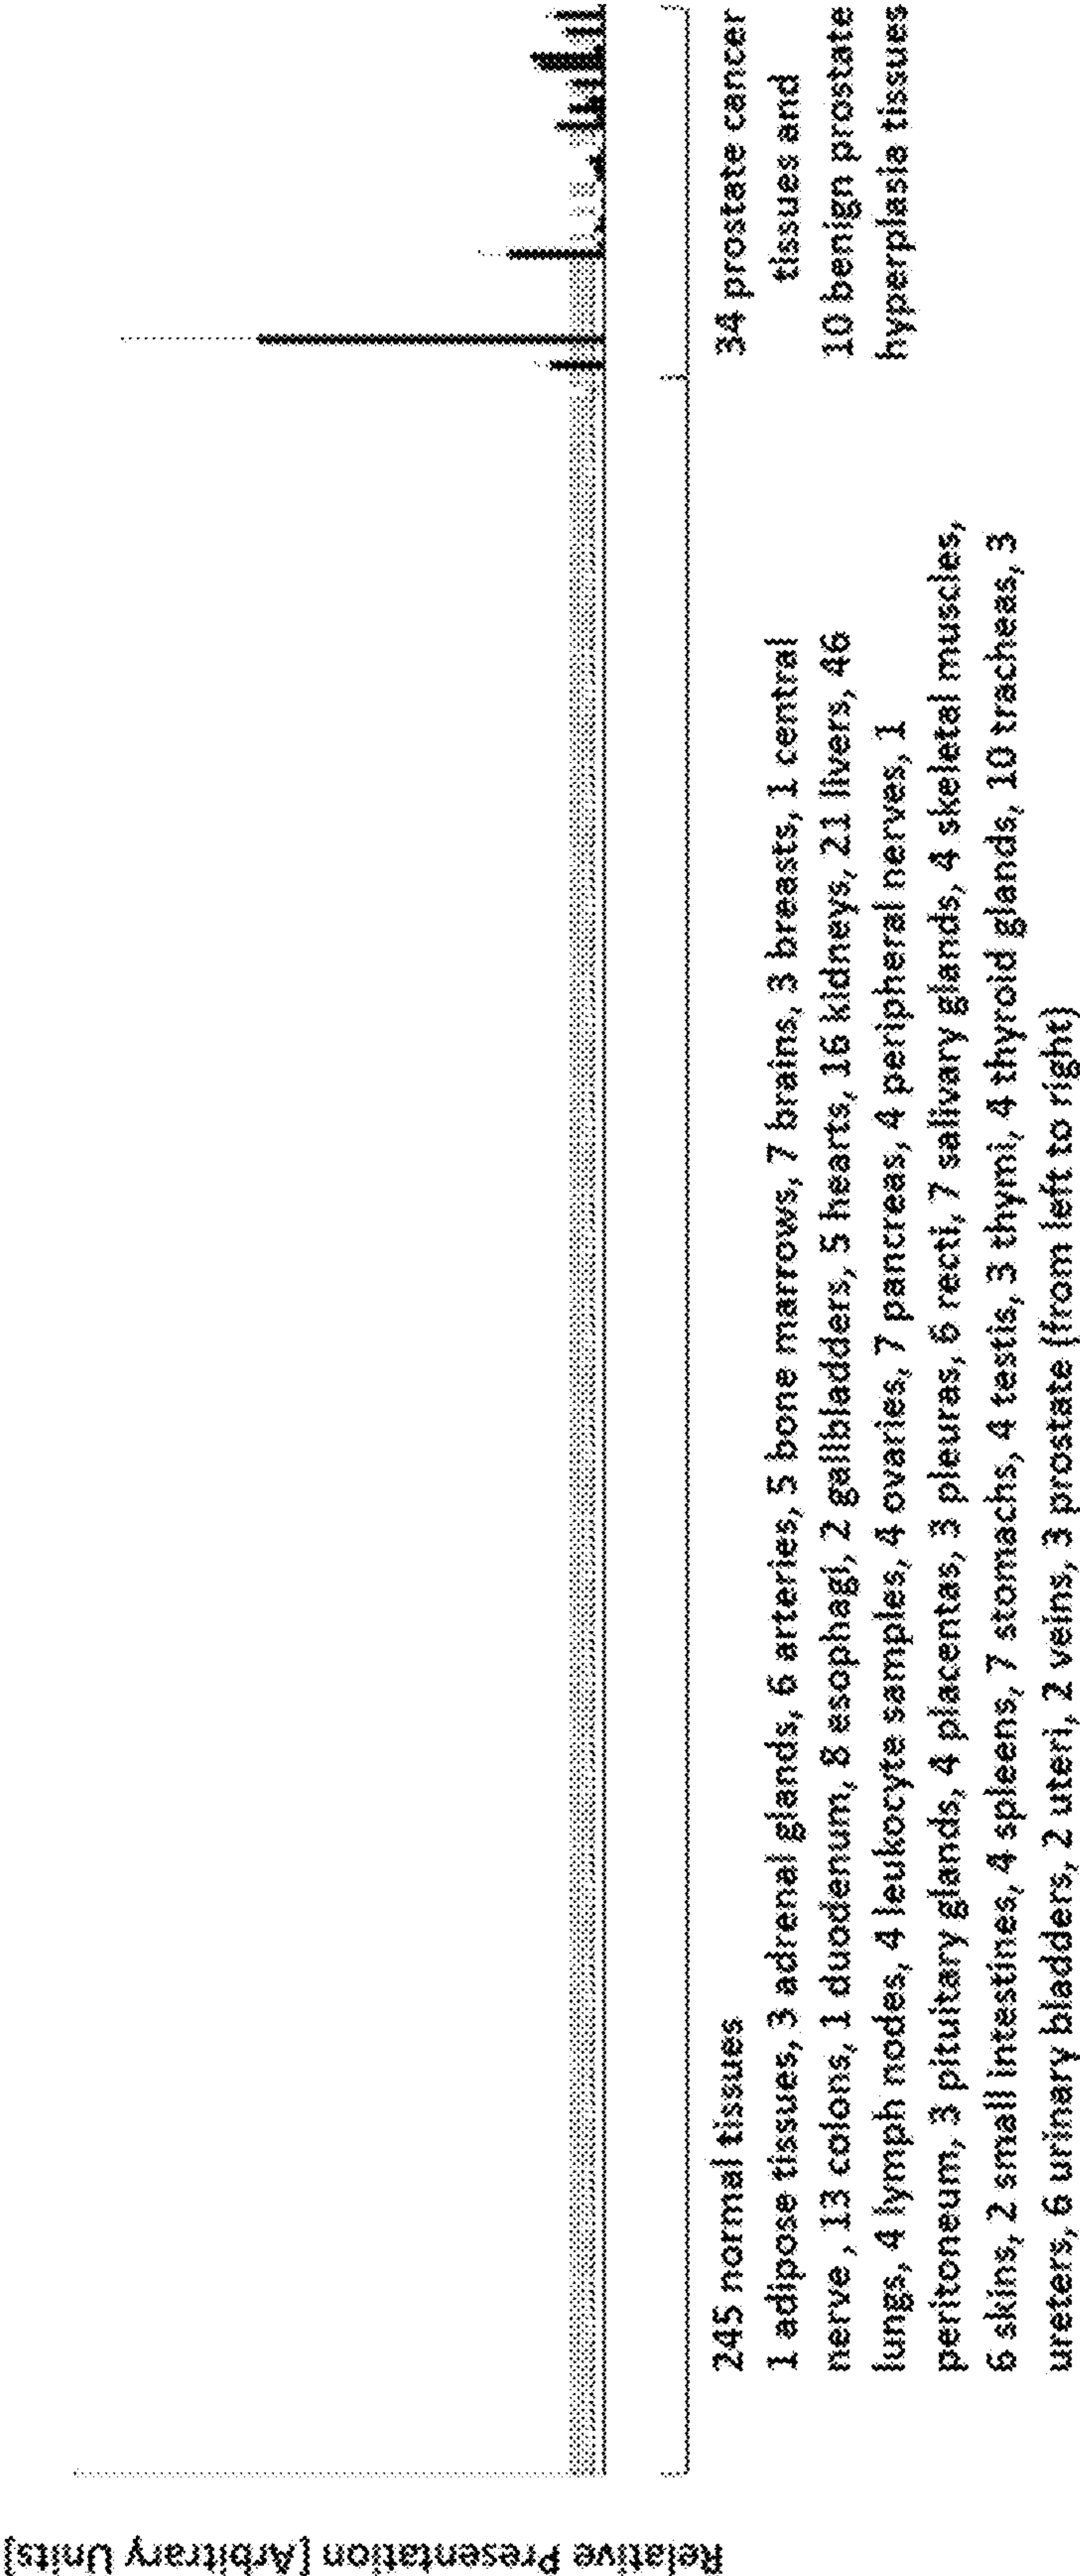 Relative Presentation [Arbitrary Units]
245 normal tissues
1 adipose tissues, 3 adrenal glands, 6 arteries, 5 bone marrows, 7 brains, 3 breasts, 1 central
nerve , 13 colons, 1 duodenum, 8 esophagi, 2 gallbladders, 5 hearts, 16 kidneys, 21 livers, 46
lungs, 4 lymph nodes, 4 leukocyte samples, 4 ovaries, 7 pancreas, 4 peripheral nerves, 1
peritoneum, 3 pituitary glands, 4 placentas, 3 pleuras, 6 recti, 7 salivary glands, 4 skeletal muscles,
6 skins, 2 small intestines, 4 spleens, 7 stomachs, 4 testis, 3 thymi, 4 thyroid glands, 10 tracheas, 3
ureters, 6 urinary bladders, 2 uteri, 2 veins, 3 prostate (from left to right)
34 prostate cancer
tissues and
10 benign prostate
hyperplasia tissues